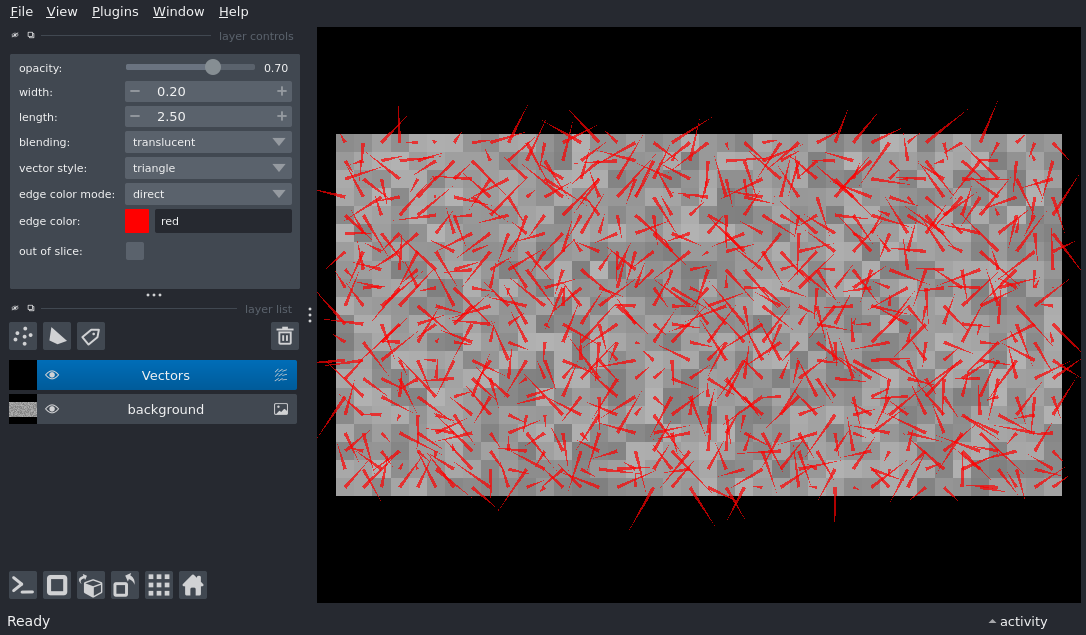 File View Plugins Window Help
layer controls
opacity: 0.70
width: − 0.20 +
length: − 2.50 +
blending: translucent
vector style: triangle
edge color mode: direct
edge color: red
out of slice:
layer list
Vectors
background
Ready
activity